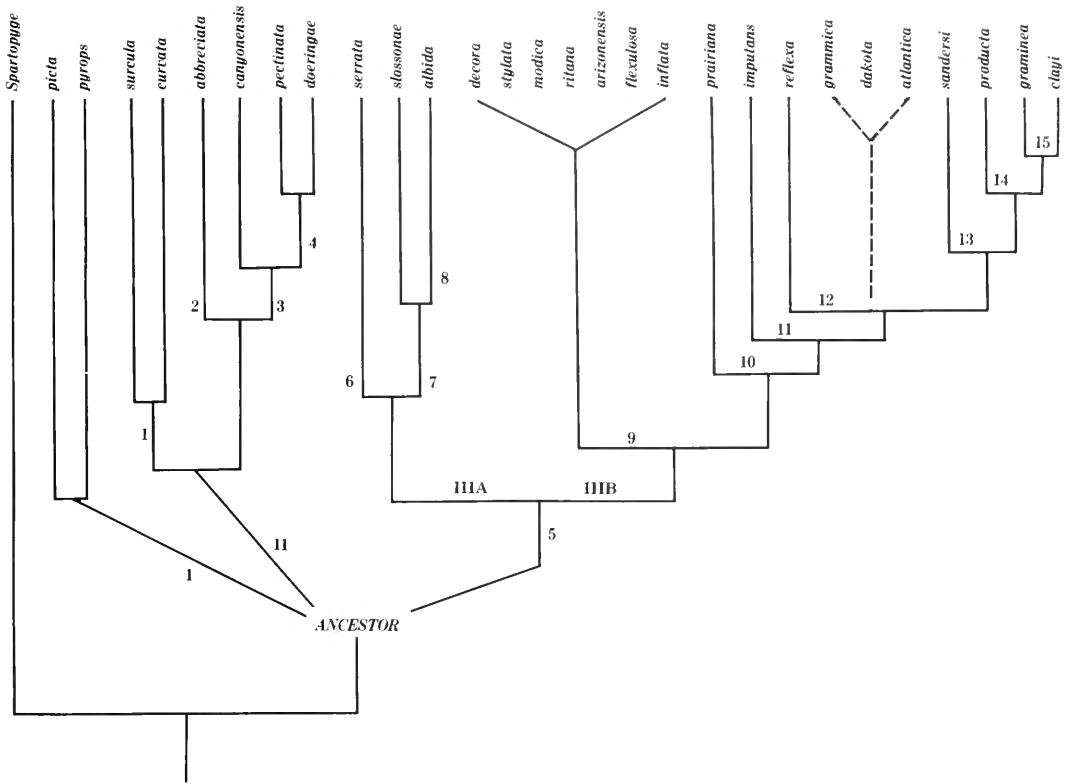 Spartopyge
picta
pyrops
surcula
curvata
abbreviata
canyonensis
pectinata
doeringae
serrata
slossonae
albida
decora
stylata
modica
ritana
arizonensis
flexulosa
inflata
prairiana
imputans
reflexa
gramica
dakota
atlantica
sandersi
producta
graminea
clayi
15
14
4
13
8
2
3
12
11
10
6
7
1
9
IIIA
IIIB
5
II
1
ANCESTOR